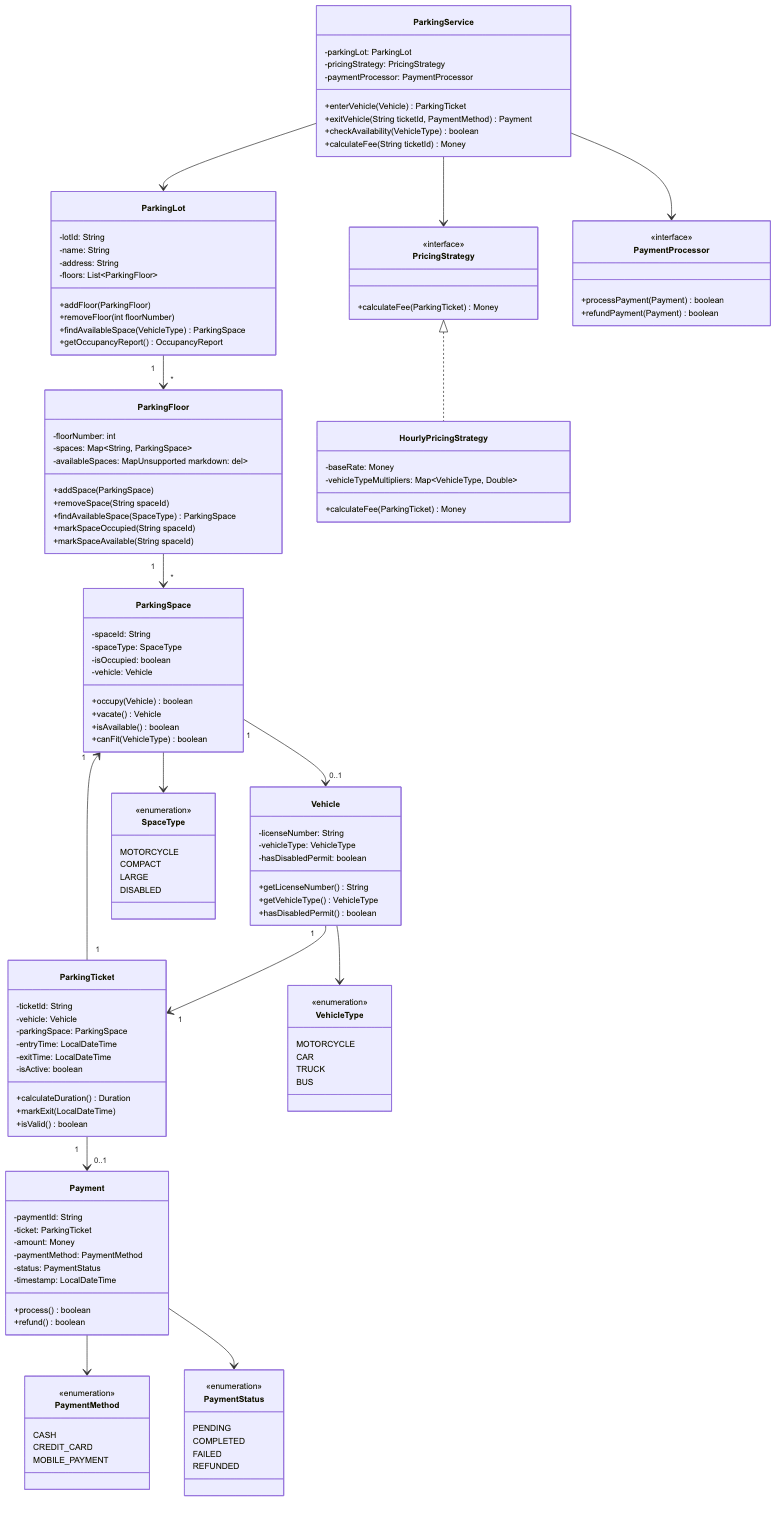 ParkingService
-parkingLot: ParkingLot
-pricingStrategy: PricingStrategy
-paymentProcessor: PaymentProcessor
+enterVehicle(Vehicle) : ParkingTicket
+exitVehicle(String ticketId, PaymentMethod) : Payment
+checkAvailability(VehicleType) : boolean
+calculateFee(String ticketId) : Money
ParkingLot
-lotId: String
-name: String
-address: String
-floors: List<ParkingFloor>
+addFloor(ParkingFloor)
+removeFloor(int floorNumber)
+findAvailableSpace(VehicleType) : ParkingSpace
+getOccupancyReport() : OccupancyReport
«interface»
PricingStrategy
+calculateFee(ParkingTicket) : Money
«interface»
PaymentProcessor
+processPayment(Payment) : boolean
+refundPayment(Payment) : boolean
1
*
ParkingFloor
-floorNumber: int
-spaces: Map<String, ParkingSpace>
-availableSpaces: MapUnsupported markdown: del>
+addSpace(ParkingSpace)
+removeSpace(String spaceId)
+findAvailableSpace(SpaceType) : ParkingSpace
+markSpaceOccupied(String spaceId)
+markSpaceAvailable(String spaceId)
HourlyPricingStrategy
-baseRate: Money
-vehicleTypeMultipliers: Map<VehicleType, Double>
+calculateFee(ParkingTicket) : Money
1
*
ParkingSpace
-spaceId: String
-spaceType: SpaceType
-isOccupied: boolean
-vehicle: Vehicle
+occupy(Vehicle) : boolean
+vacate() : Vehicle
+isAvailable() : boolean
+canFit(VehicleType) : boolean
1
1
0..1
«enumeration»
SpaceType
MOTORCYCLE
COMPACT
LARGE
DISABLED
Vehicle
-licenseNumber: String
-vehicleType: VehicleType
-hasDisabledPermit: boolean
+getLicenseNumber() : String
+getVehicleType() : VehicleType
+hasDisabledPermit() : boolean
1
1
1
ParkingTicket
-ticketId: String
-vehicle: Vehicle
-parkingSpace: ParkingSpace
-entryTime: LocalDateTime
-exitTime: LocalDateTime
-isActive: boolean
+calculateDuration() : Duration
+markExit(LocalDateTime)
+isValid() : boolean
«enumeration»
VehicleType
MOTORCYCLE
CAR
TRUCK
BUS
1
0..1
Payment
-paymentId: String
-ticket: ParkingTicket
-amount: Money
-paymentMethod: PaymentMethod
-status: PaymentStatus
-timestamp: LocalDateTime
+process() : boolean
+refund() : boolean
«enumeration»
PaymentMethod
CASH
CREDIT_CARD
MOBILE_PAYMENT
«enumeration»
PaymentStatus
PENDING
COMPLETED
FAILED
REFUNDED